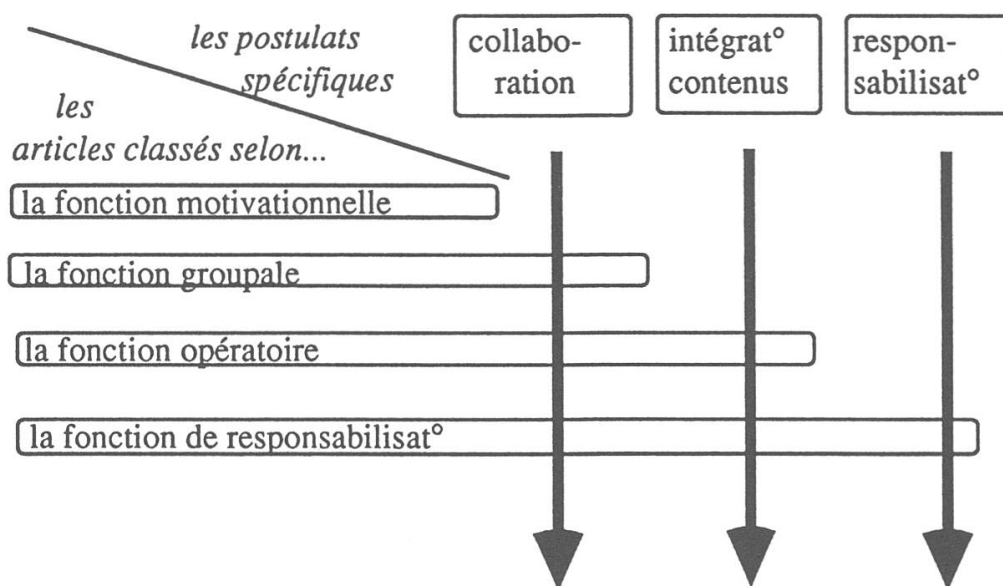 les postulats
spécifiques
les
articles classés selon...
collabo-
ration
intégrat°
contenus
respon-
sabilisat°
la fonction motivationnelle
la fonction groupale
la fonction opératoire
la fonction de responsabilisat°